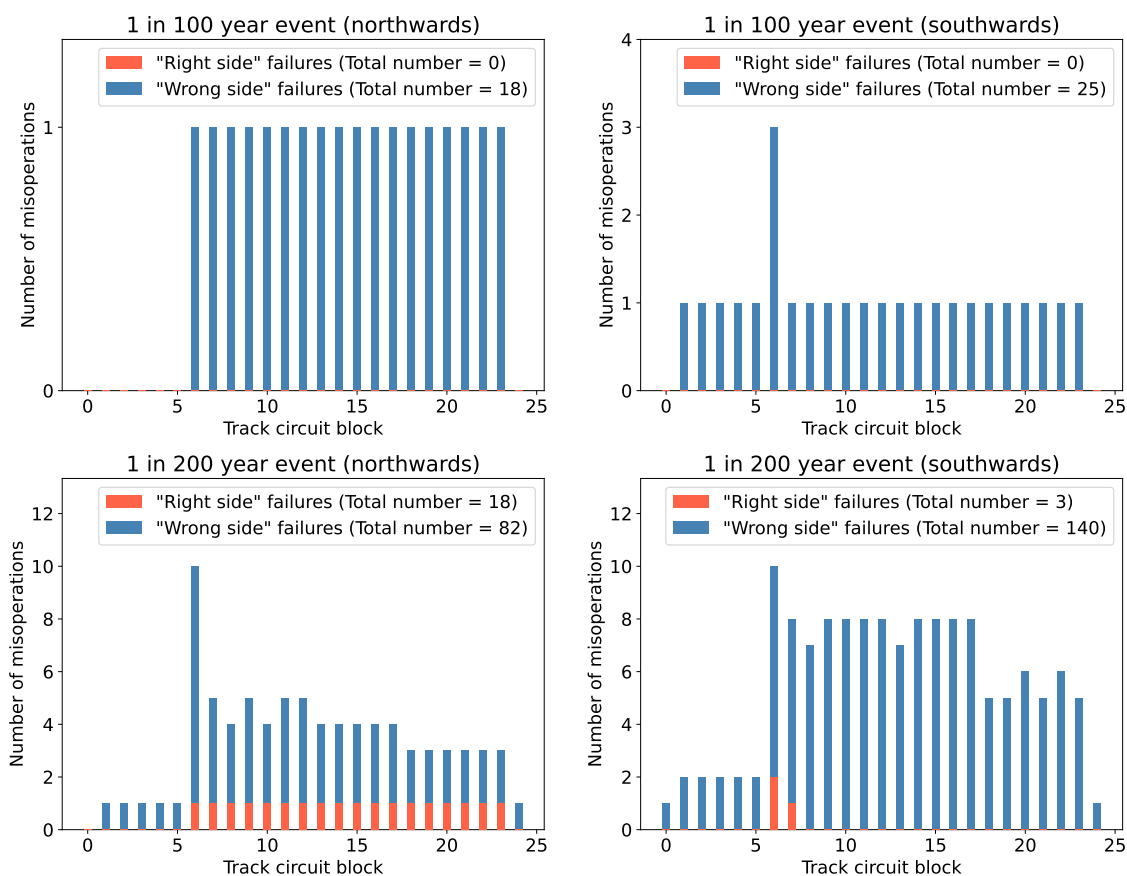 1 in 100 year event (northwards)
"Right side" failures (Total number = 0)
"Wrong side" failures (Total number = 18)
Number of misoperations
1
0
0 5 10 15 20 25
Track circuit block
1 in 100 year event (southwards)
"Right side" failures (Total number = 0)
"Wrong side" failures (Total number = 25)
Number of misoperations
4
3
2
1
0
0 5 10 15 20 25
Track circuit block
1 in 200 year event (northwards)
"Right side" failures (Total number = 18)
"Wrong side" failures (Total number = 82)
Number of misoperations
12
10
8
6
4
2
0
0 5 10 15 20 25
Track circuit block
1 in 200 year event (southwards)
"Right side" failures (Total number = 3)
"Wrong side" failures (Total number = 140)
Number of misoperations
12
10
8
6
4
2
0
0 5 10 15 20 25
Track circuit block